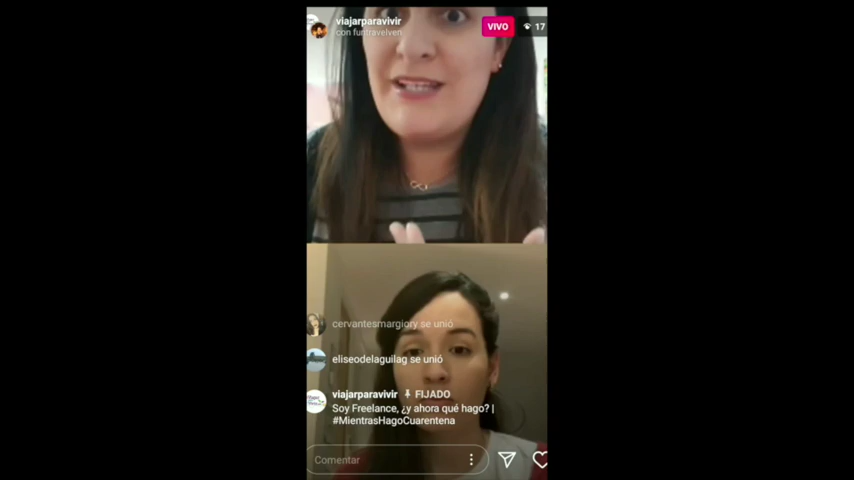 viajarparavivir
con funtravelven
VIVO
17
cervantesmargiory se unió
eliseodelaguilag se unió
viajarparavivir FIJADO
Soy Freelance, ¿y ahora qué hago? |
#MientrasHagoCuarentena
Comentar